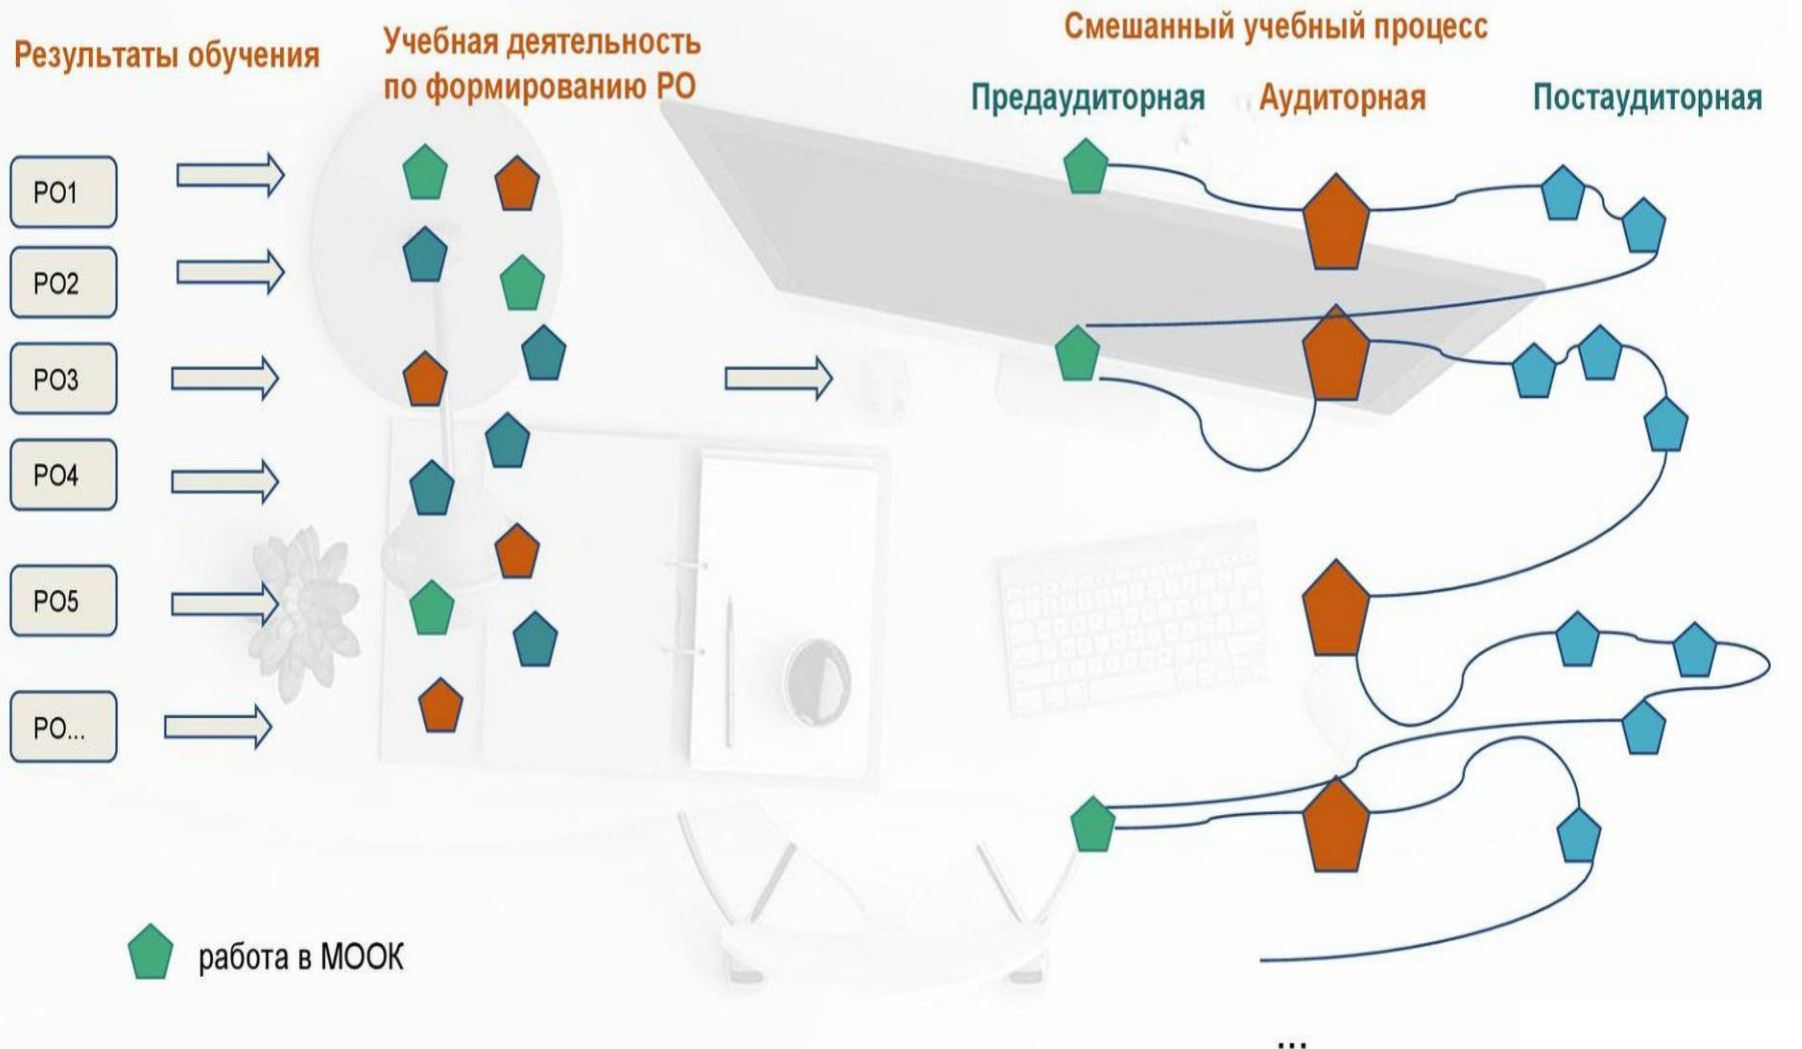 Результаты обучения
Учебная деятельность
по формированию РО
Смешанный учебный процесс
Предаудиторная
Аудиторная
Постаудиторная
РО1
РО2
РО3
РО4
РО5
РО...
работа в МООК
...